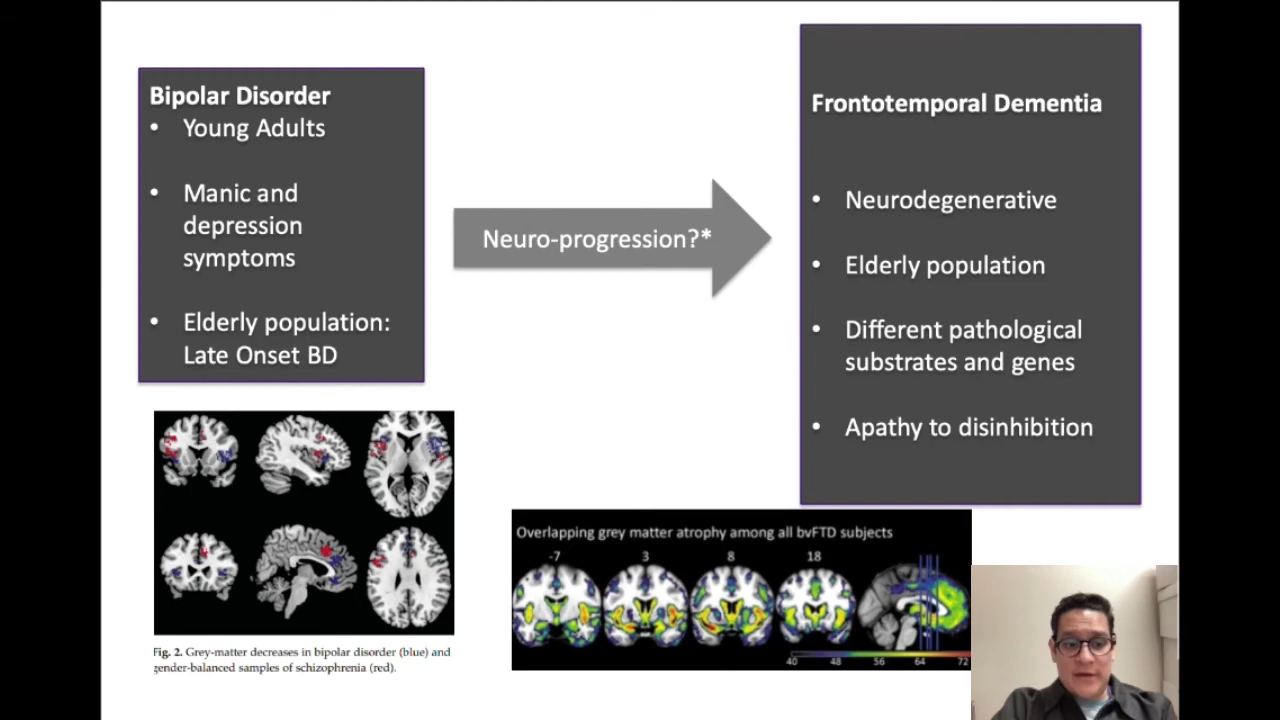 Bipolar Disorder
• Young Adults
• Manic and
depression
symptoms
• Elderly population:
Late Onset BD
Neuro-progression?*
Frontotemporal Dementia
• Neurodegenerative
• Elderly population
• Different pathological
substrates and genes
• Apathy to disinhibition
Fig. 2. Grey-matter decreases in bipolar disorder (blue) and
gender-balanced samples of schizophrenia (red).
Overlapping grey matter atrophy among all bvFTD subjects
-7 3 8 18
40 48 56 64 72